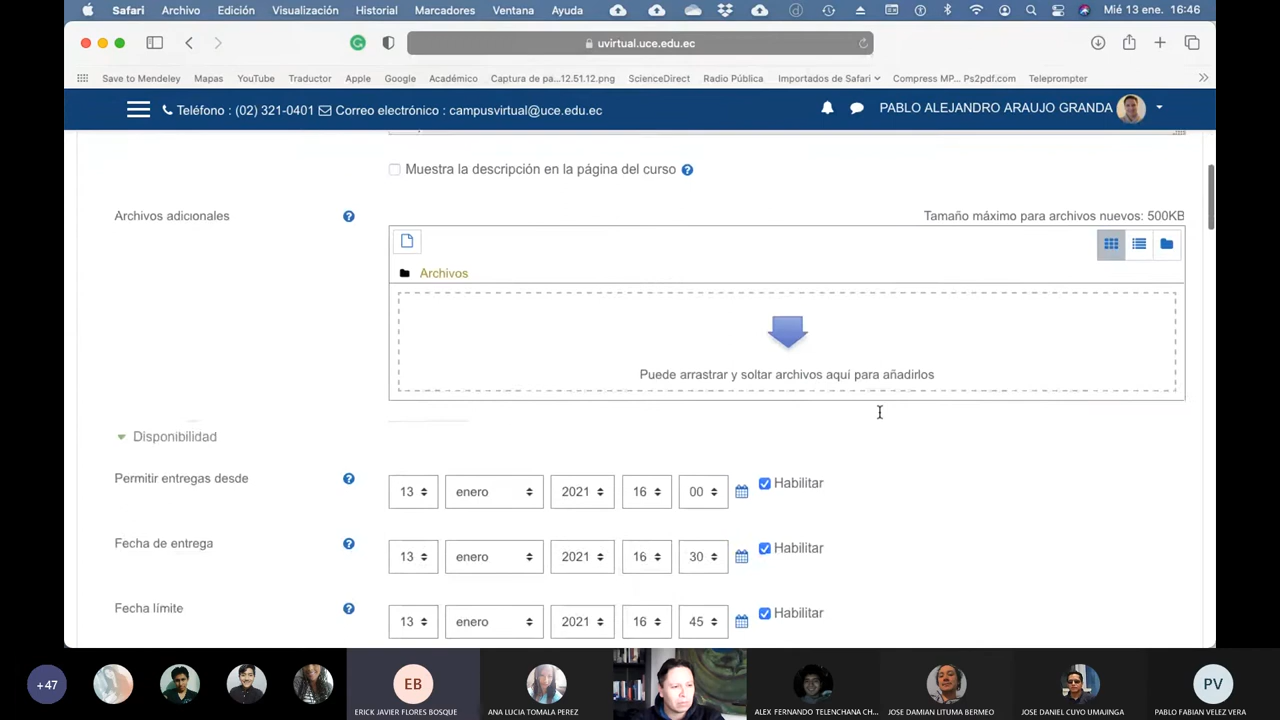 Safari Archivo Edición Visualización Historial Marcadores Ventana Ayuda Mié 13 ene. 16:46
uvirtual.uce.edu.ec
Save to Mendeley Mapas YouTube Traductor Apple Google Académico Captura de pa...12.51.12.png ScienceDirect Radio Pública Importados de Safari Compress MP... Ps2pdf.com Teleprompter
Teléfono : (02) 321-0401 Correo electrónico : campusvirtual@uce.edu.ec PABLO ALEJANDRO ARAUJO GRANDA
Muestra la descripción en la página del curso
Archivos adicionales Tamaño máximo para archivos nuevos: 500KB
Archivos
Puede arrastrar y soltar archivos aquí para añadirlos
Disponibilidad
Permitir entregas desde 13 enero 2021 16 00 Habilitar
Fecha de entrega 13 enero 2021 16 30 Habilitar
Fecha límite 13 enero 2021 16 45 Habilitar
+47 EB PV
ERICK JAVIER FLORES BOSQUE ANA LUCIA TOMALA PEREZ ALEX FERNANDO TELENCHANA CH... JOSE DAMIAN LITUMA BERMEO JOSE DANIEL CUYO UMAJINGA PABLO FABIAN VELEZ VERA